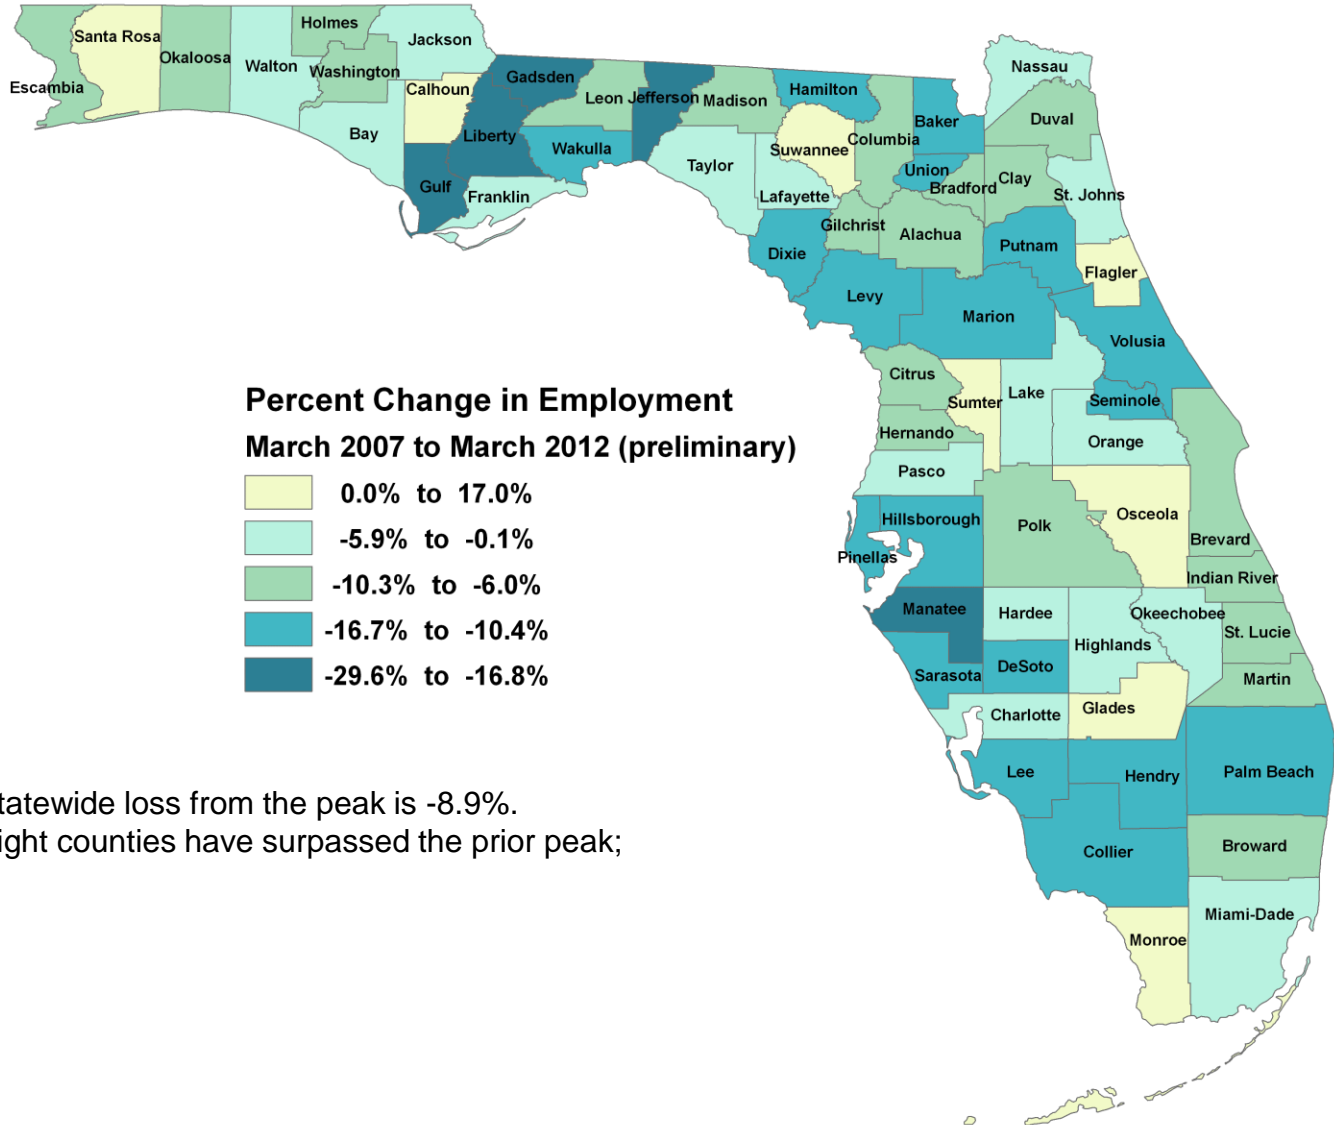 Holmes
Santa Rosa
Jackson
Okaloosa
Walton
Nassau
Washington
Gadsden
Escambia
Calhoun
Hamilton
Leon
Jefferson
Madison
Duval
Baker
Bay
Liberty
Columbia
Wakulla
Suwannee
Taylor
Union
Clay
Gulf
Bradford
Franklin
Lafayette
St. Johns
Gilchrist
Alachua
Putnam
Dixie
Flagler
Levy
Marion
Volusia
Citrus
Lake
Percent Change in Employment
Sumter
Seminole
Hernando
Orange
March 2007 to March 2012 (preliminary)
Pasco
0.0% to 17.0%
Osceola
Hillsborough
Polk
-5.9% to -0.1%
Brevard
Pinellas
Indian River
-10.3% to -6.0%
Manatee
Hardee
Okeechobee
-16.7% to -10.4%
St. Lucie
Highlands
DeSoto
Sarasota
-29.6% to -16.8%
Martin
Glades
Charlotte
Lee
Hendry
Palm Beach
tatewide loss from the peak is -8.9%.
ight counties have surpassed the prior peak;
Broward
Collier
Miami-Dade
Monroe